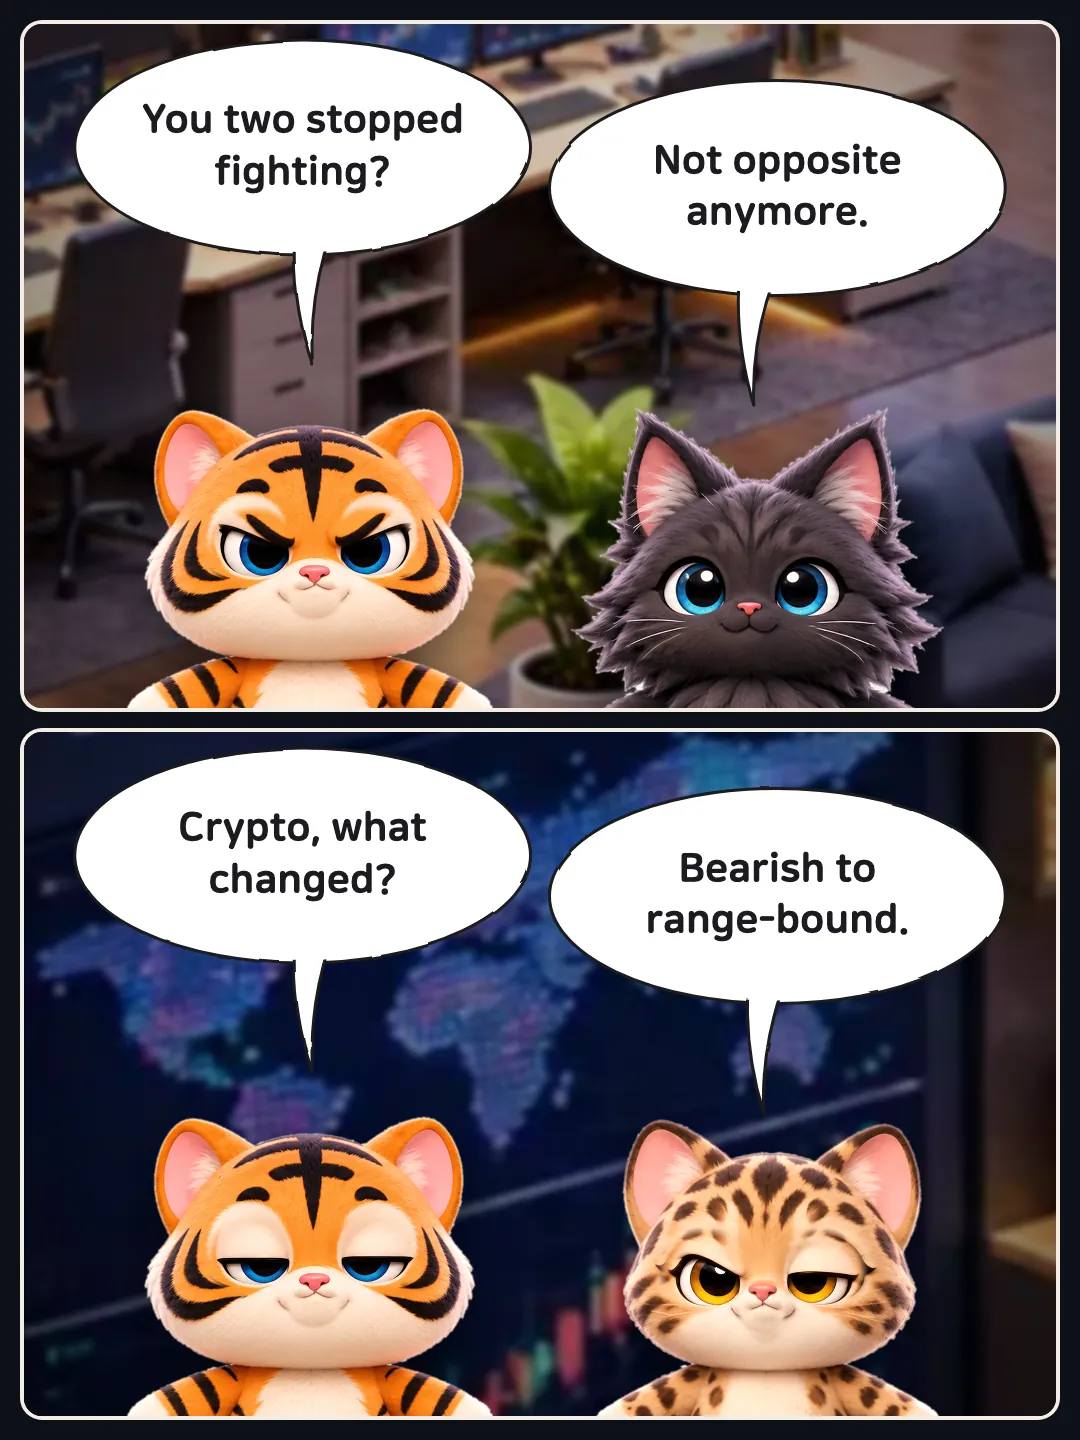 You two stopped
fighting?
Not opposite
anymore.
Crypto, what
changed?
Bearish to
range-bound.